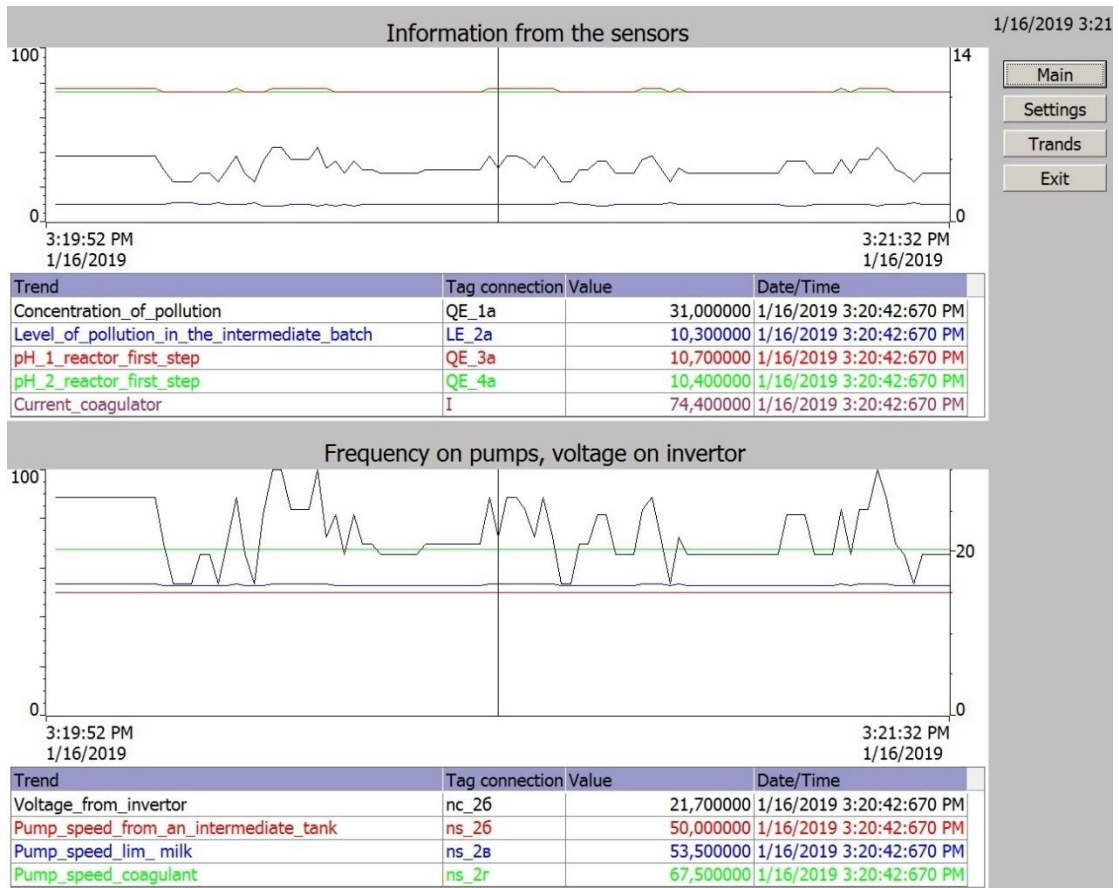 Information from the sensors
1/16/2019 3:21
100
14
Main
Settings
Trands
Exit
0
0
3:19:52 PM
3:21:32 PM
1/16/2019
1/16/2019
Trend Tag connection Value Date/Time
Concentration_of_pollution QE_1a 31,000000 1/16/2019 3:20:42:670 PM
Level_of_pollution_in_the_intermediate_batch LE_2a 10,300000 1/16/2019 3:20:42:670 PM
pH_1_reactor_first_step QE_3a 10,700000 1/16/2019 3:20:42:670 PM
pH_2_reactor_first_step QE_4a 10,400000 1/16/2019 3:20:42:670 PM
Current_coagulator I 74,400000 1/16/2019 3:20:42:670 PM
Frequency on pumps, voltage on invertor
100
20
0
0
3:19:52 PM
3:21:32 PM
1/16/2019
1/16/2019
Trend Tag connection Value Date/Time
Voltage_from_invertor nc_2б 21,700000 1/16/2019 3:20:42:670 PM
Pump_speed_from_an_intermediate_tank ns_2б 50,000000 1/16/2019 3:20:42:670 PM
Pump_speed_lim_ milk ns_2в 53,500000 1/16/2019 3:20:42:670 PM
Pump_speed_coagulant ns_2г 67,500000 1/16/2019 3:20:42:670 PM